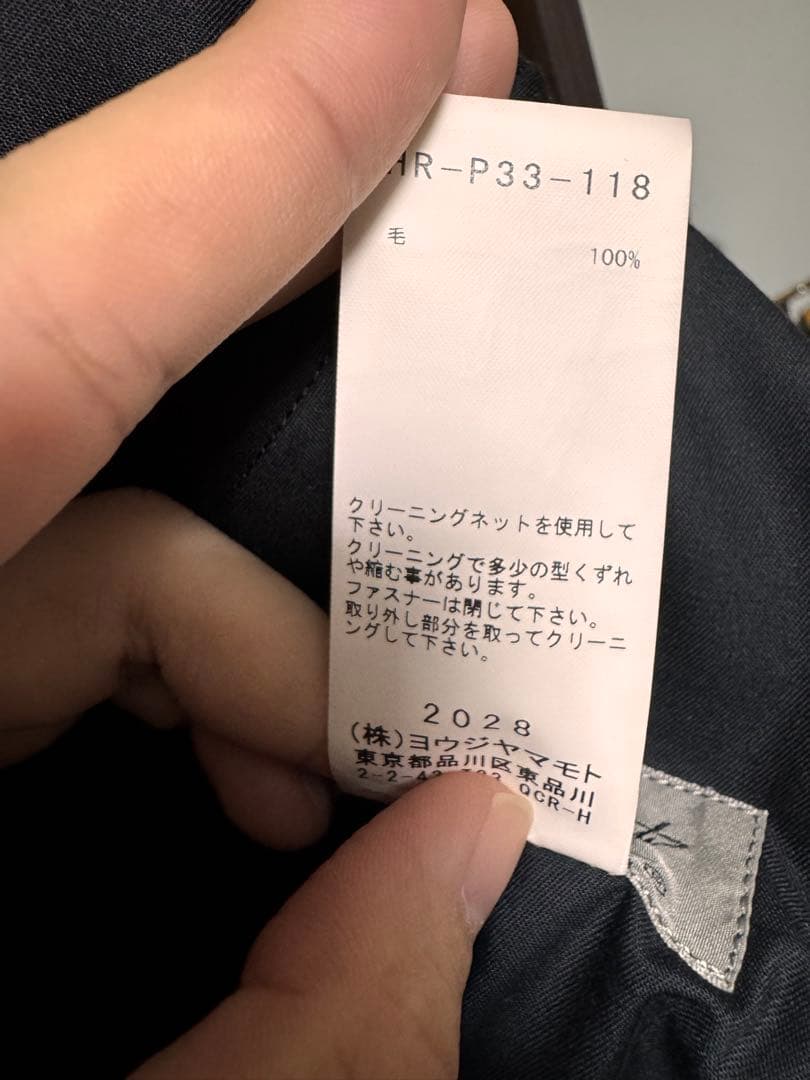 HR-P33-118
毛
100%
クリーニングネットを使用して
下さい。
クリーニングで多少の型くずれ
や縮む事があります。
ファスナーは閉じて下さい。
取り外し部分を取ってクリーニ
ングして下さい。
2028
(株)ヨウジヤマモト
東京都品川区東品川
QCR-H